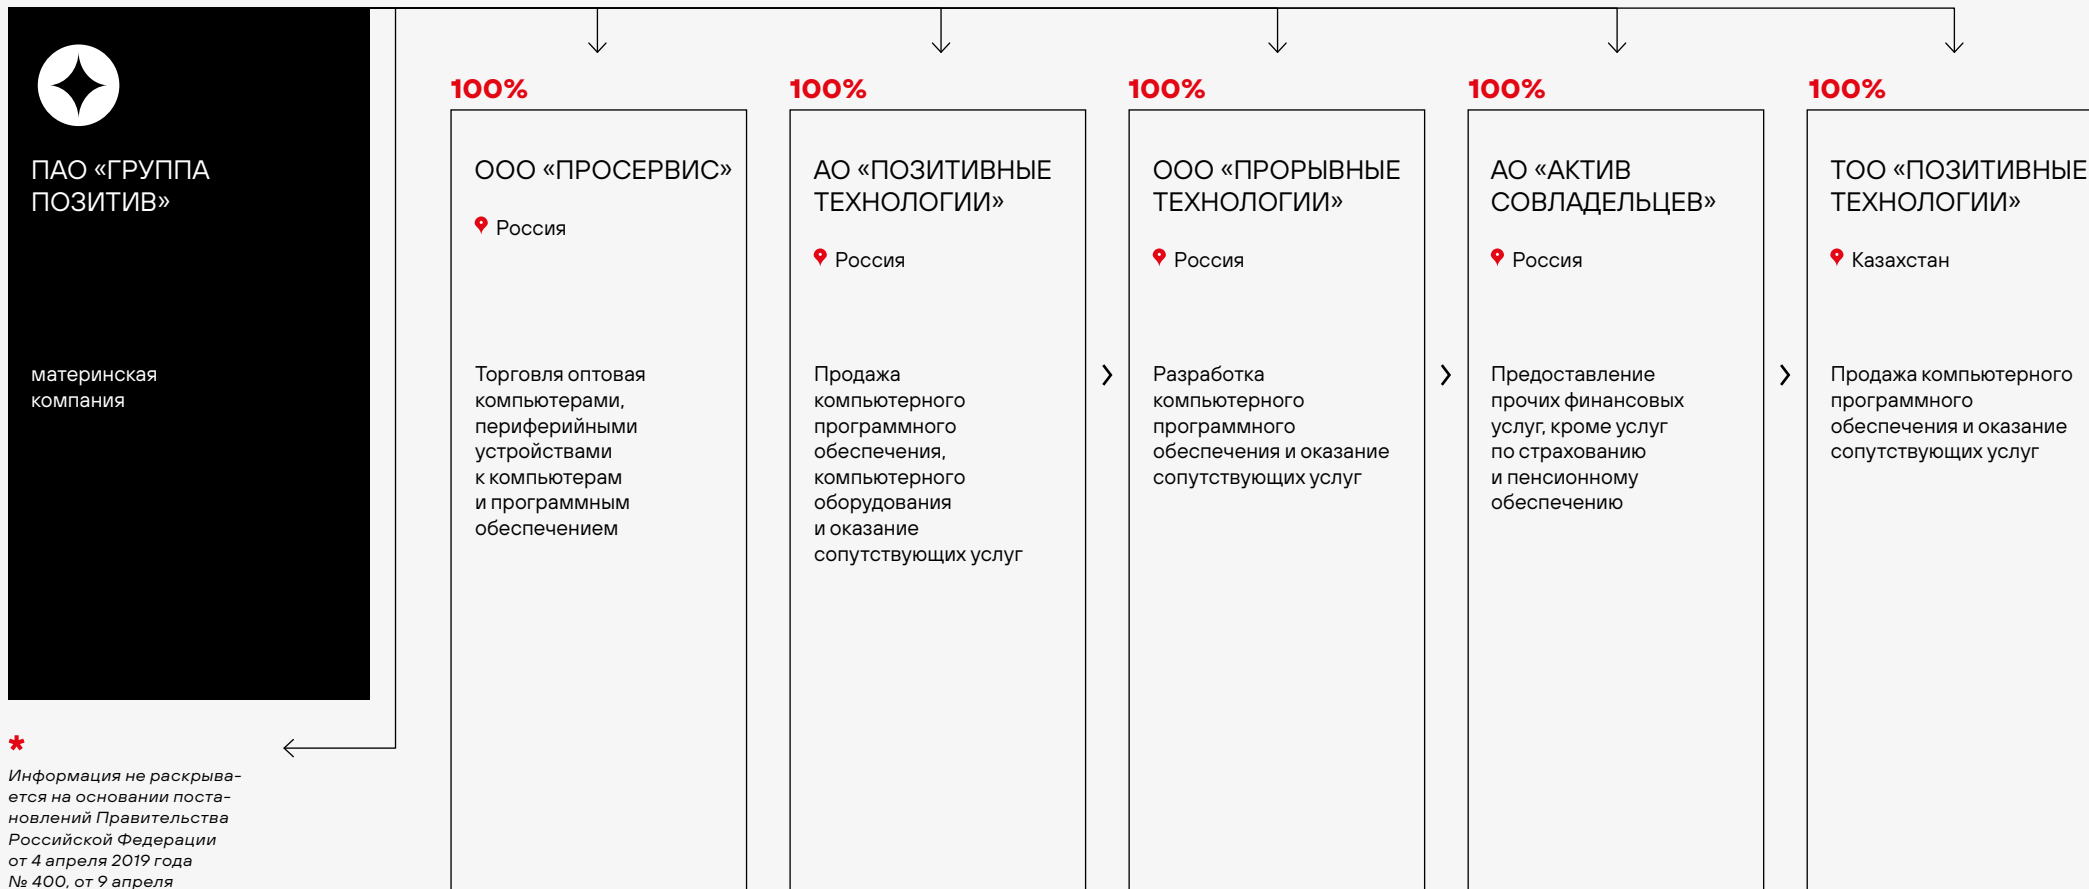 ПАО «ГРУППА
ПОЗИТИВ»
материнская
компания
100%
ООО «ПРОСЕРВИС»
Россия
Торговля оптовая
компьютерами,
периферийными
устройствами
к компьютерам
и программным
обеспечением
100%
АО «ПОЗИТИВНЫЕ
ТЕХНОЛОГИИ»
Россия
Продажа
компьютерного
программного
обеспечения,
компьютерного
оборудования
и оказание
сопутствующих услуг
100%
ООО «ПРОРЫВНЫЕ
ТЕХНОЛОГИИ»
Россия
Разработка
компьютерного
программного
обеспечения и оказание
сопутствующих услуг
100%
АО «АКТИВ
СОВЛАДЕЛЬЦЕВ»
Россия
Предоставление
прочих финансовых
услуг, кроме услуг
по страхованию
и пенсионному
обеспечению
100%
ТОО «ПОЗИТИВНЫЕ
ТЕХНОЛОГИИ»
Казахстан
Продажа компьютерного
программного
обеспечения и оказание
сопутствующих услуг
*
Информация не раскрыва-
ется на основании поста-
новлений Правительства
Российской Федерации
от 4 апреля 2019 года
№ 400, от 9 апреля